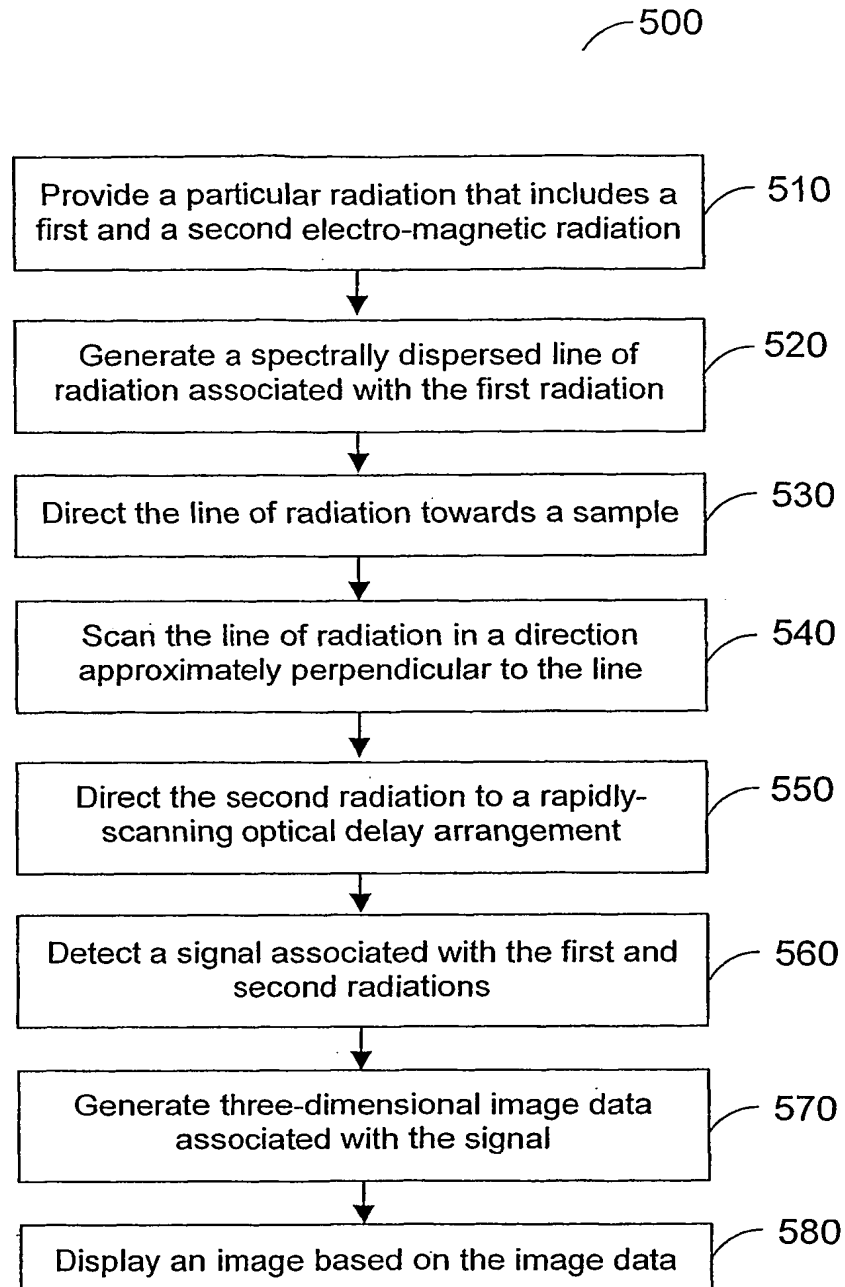 500
Provide a particular radiation that includes a
first and a second electro-magnetic radiation
510
Generate a spectrally dispersed line of
radiation associated with the first radiation
520
Direct the line of radiation towards a sample
530
Scan the line of radiation in a direction
approximately perpendicular to the line
540
Direct the second radiation to a rapidly-
scanning optical delay arrangement
550
Detect a signal associated with the first and
second radiations
560
Generate three-dimensional image data
associated with the signal
570
Display an image based on the image data
580